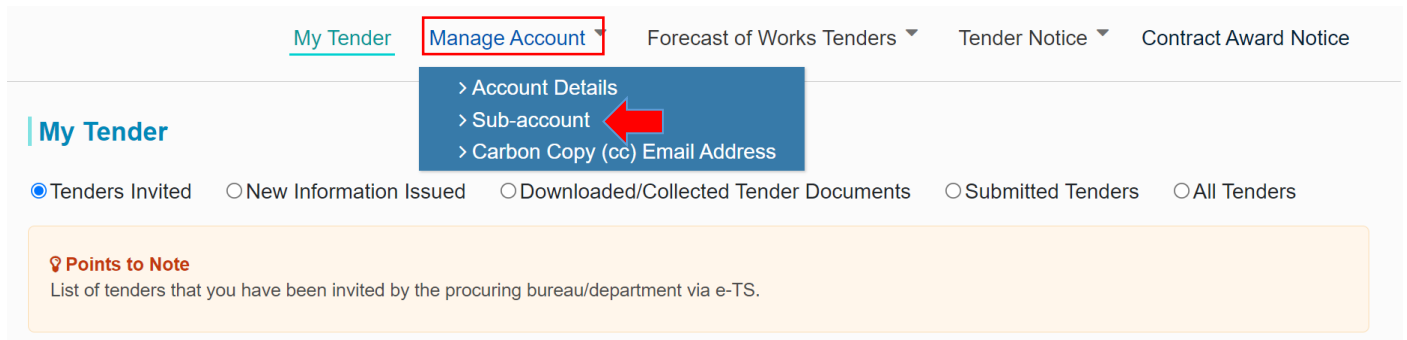 My Tender Manage Account Forecast of Works Tenders Tender Notice Contract Award Notice
> Account Details
> Sub-account
> Carbon Copy (cc) Email Address
My Tender
Tenders Invited New Information Issued Downloaded/Collected Tender Documents Submitted Tenders All Tenders
Points to Note
List of tenders that you have been invited by the procuring bureau/department via e-TS.